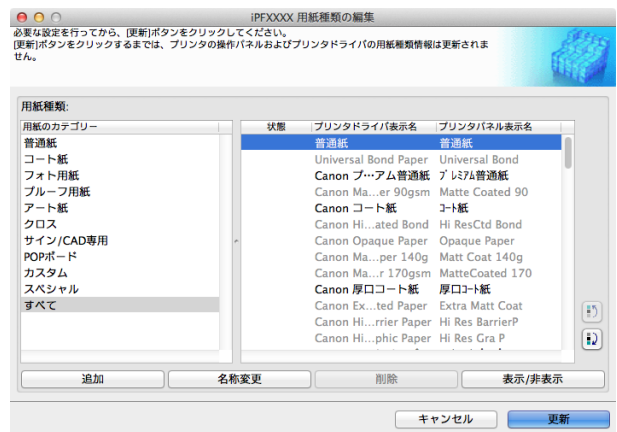 iPFXXXX 用紙種類の編集
必要な設定を行ってから、[更新]ボタンをクリックしてください。
[更新]ボタンをクリックするまでは、プリンタの操作パネルおよびプリンタドライバの用紙種類情報は更新されま
せん。
用紙種類:
用紙のカテゴリー
状態 プリンタドライバ表示名 プリンタパネル表示名
普通紙
コート紙
フォト用紙
プルーフ用紙
アート紙
クロス
サイン/CAD専用
POPボード
カスタム
スペシャル
すべて
普通紙 普通紙
Universal Bond Paper Universal Bond
Canon プ…アム普通紙 プレミアム普通紙
Canon Ma...er 90gsm Matte Coated 90
Canon コート紙 コート紙
Canon Hi...ated Bond Hi ResCtd Bond
Canon Opaque Paper Opaque Paper
Canon Ma...per 140g Matt Coat 140g
Canon Ma...r 170gsm MatteCoated 170
Canon 厚口コート紙 厚口コート紙
Canon Ex...ted Paper Extra Matt Coat
Canon Hi...rrier Paper Hi Res BarrierP
Canon Hi...phic Paper Hi Res Gra P
追加 名称変更 削除 表示/非表示
キャンセル 更新